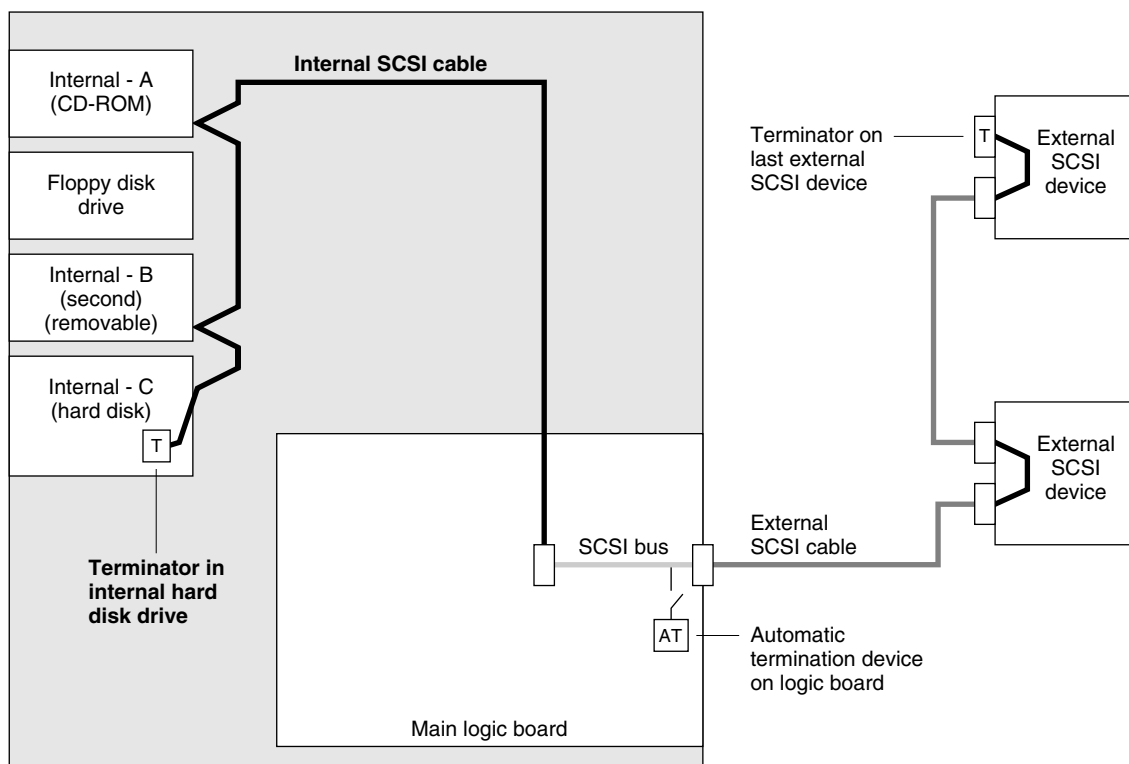 Internal SCSI cable
Internal - A
(CD-ROM)
Floppy disk
drive
Internal - B
(second)
(removable)
Internal - C
(hard disk)
T
Terminator in
internal hard
disk drive
SCSI bus
AT
Main logic board
Automatic
termination device
on logic board
External
SCSI cable
Terminator on
last external
SCSI device
T
External
SCSI
device
External
SCSI
device